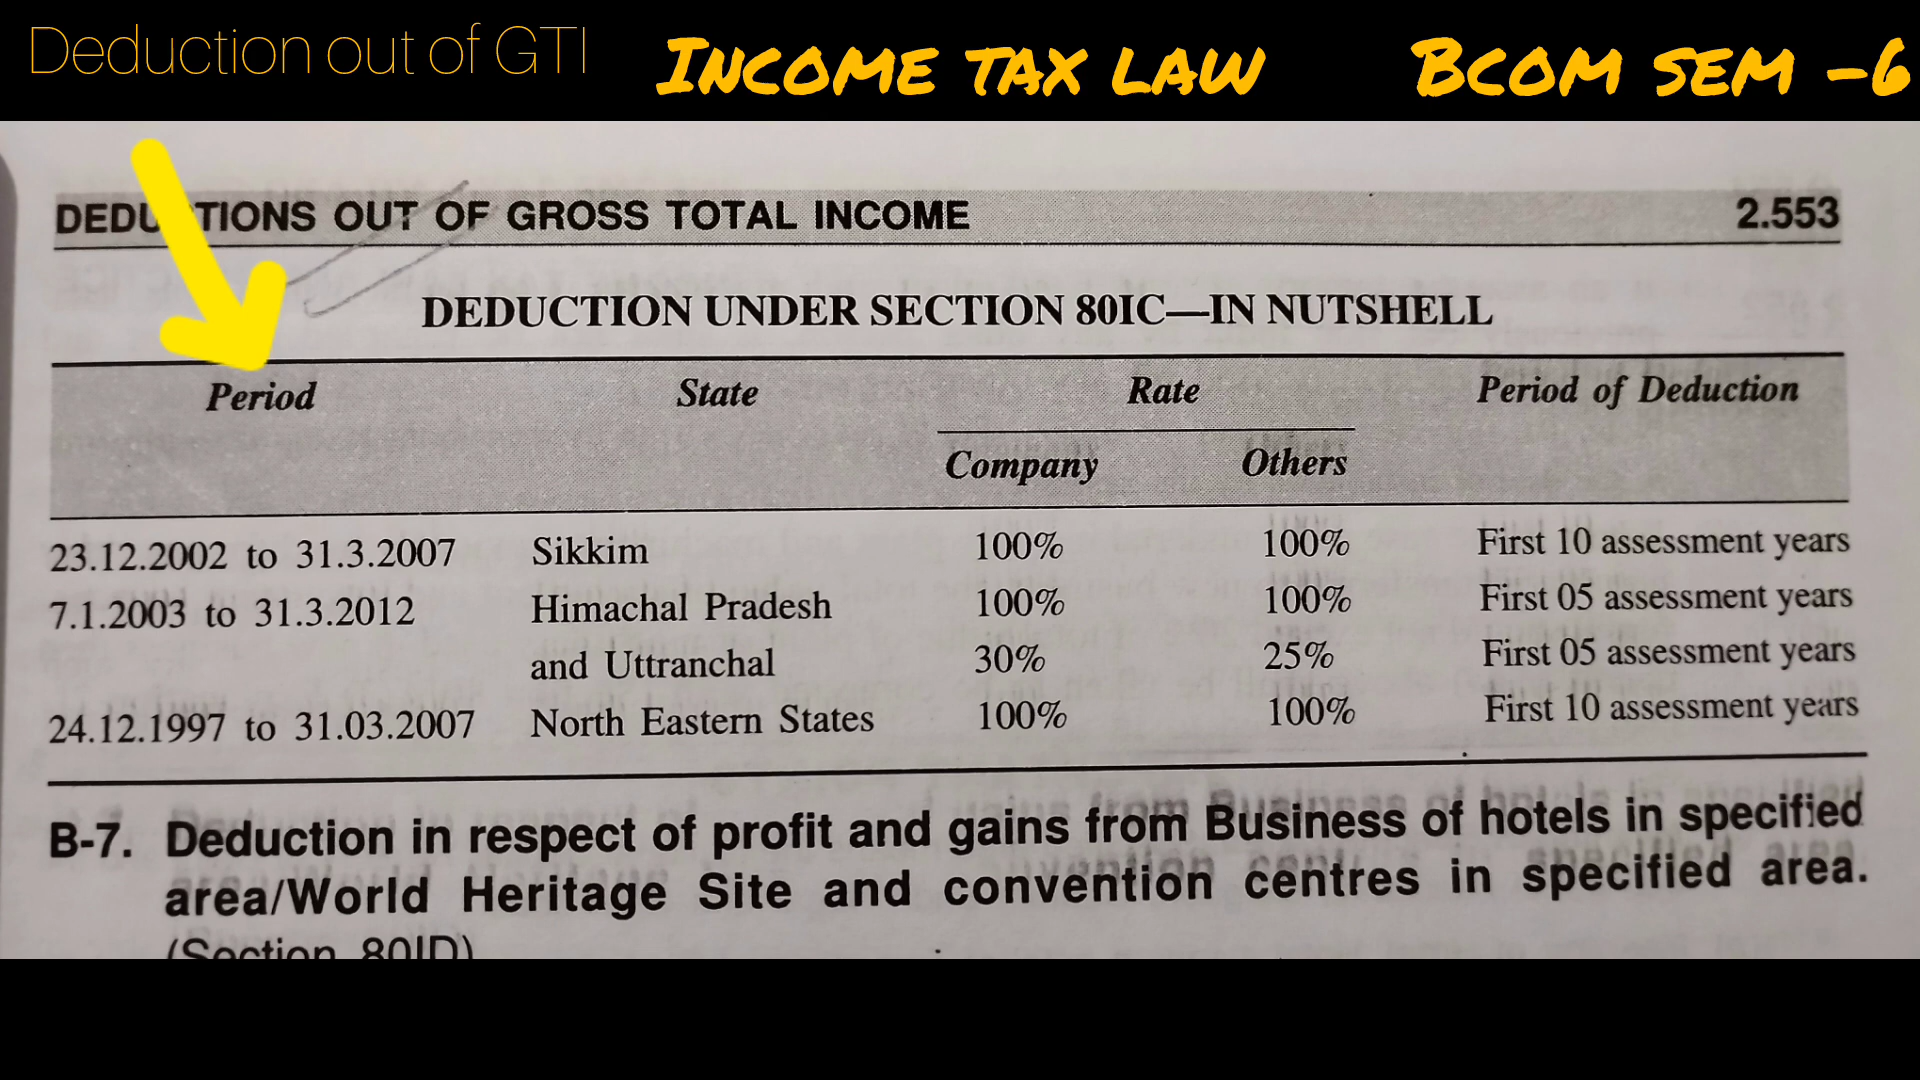 Deduction out of GTI INCOME TAX LAW BCOM SEM -6
DEDUCTIONS OUT OF GROSS TOTAL INCOME 2.553
DEDUCTION UNDER SECTION 80IC—IN NUTSHELL
Period State Rate Period of Deduction
Company Others
23.12.2002 to 31.3.2007 Sikkim 100% 100% First 10 assessment years
7.1.2003 to 31.3.2012 Himachal Pradesh 100% 100% First 05 assessment years
and Uttranchal 30% 25% First 05 assessment years
24.12.1997 to 31.03.2007 North Eastern States 100% 100% First 10 assessment years
B-7. Deduction in respect of profit and gains from Business of hotels in specified
area/World Heritage Site and convention centres in specified area.
(Section 80ID)